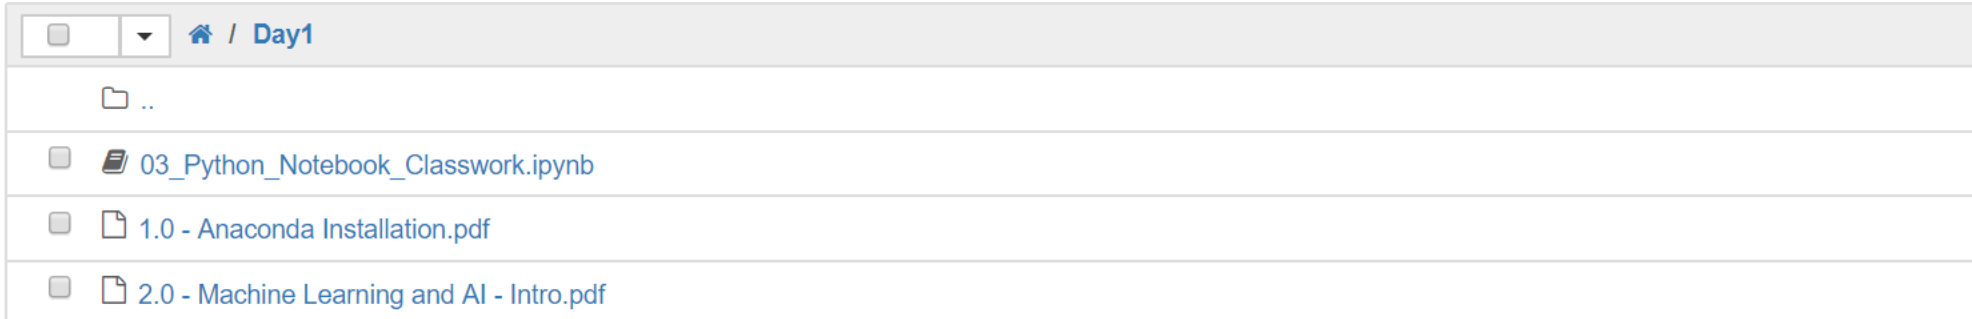 / Day1
..
03_Python_Notebook_Classwork.ipynb
1.0 - Anaconda Installation.pdf
2.0 - Machine Learning and AI - Intro.pdf